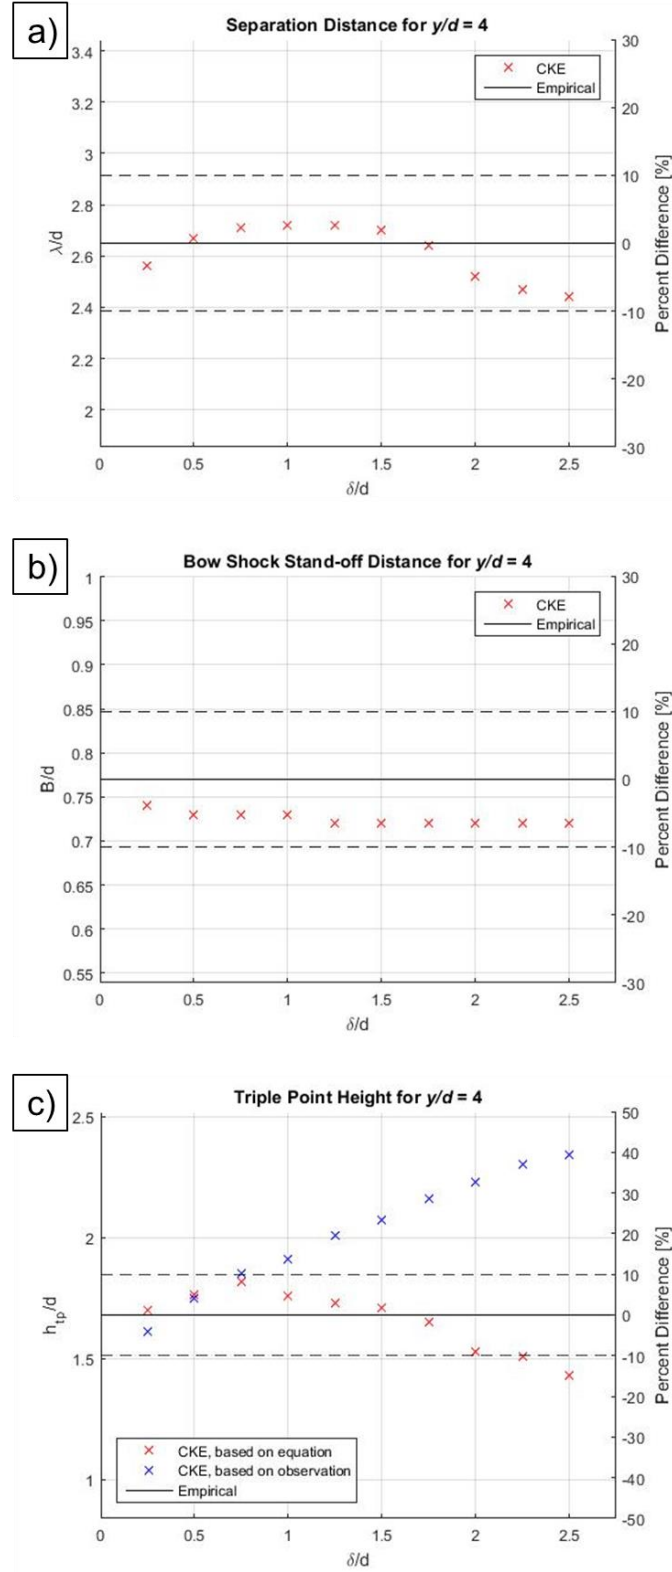 a)
Separation Distance for y/d = 4
3.4
3.2
3
2.8
2.6
2.4
2.2
2
λ/d
30
20
10
0
-10
-20
-30
Percent Difference [%]
CKE
Empirical
0 0.5 1 1.5 2 2.5
δ/d
b)
Bow Shock Stand-off Distance for y/d = 4
1
0.95
0.9
0.85
0.8
0.75
0.7
0.65
0.6
0.55
B/d
30
20
10
0
-10
-20
-30
Percent Difference [%]
CKE
Empirical
0 0.5 1 1.5 2 2.5
δ/d
c)
Triple Point Height for y/d = 4
2.5
2
1.5
1
h_tp/d
50
40
30
20
10
0
-10
-20
-30
-40
-50
Percent Difference [%]
CKE, based on equation
CKE, based on observation
Empirical
0 0.5 1 1.5 2 2.5
δ/d